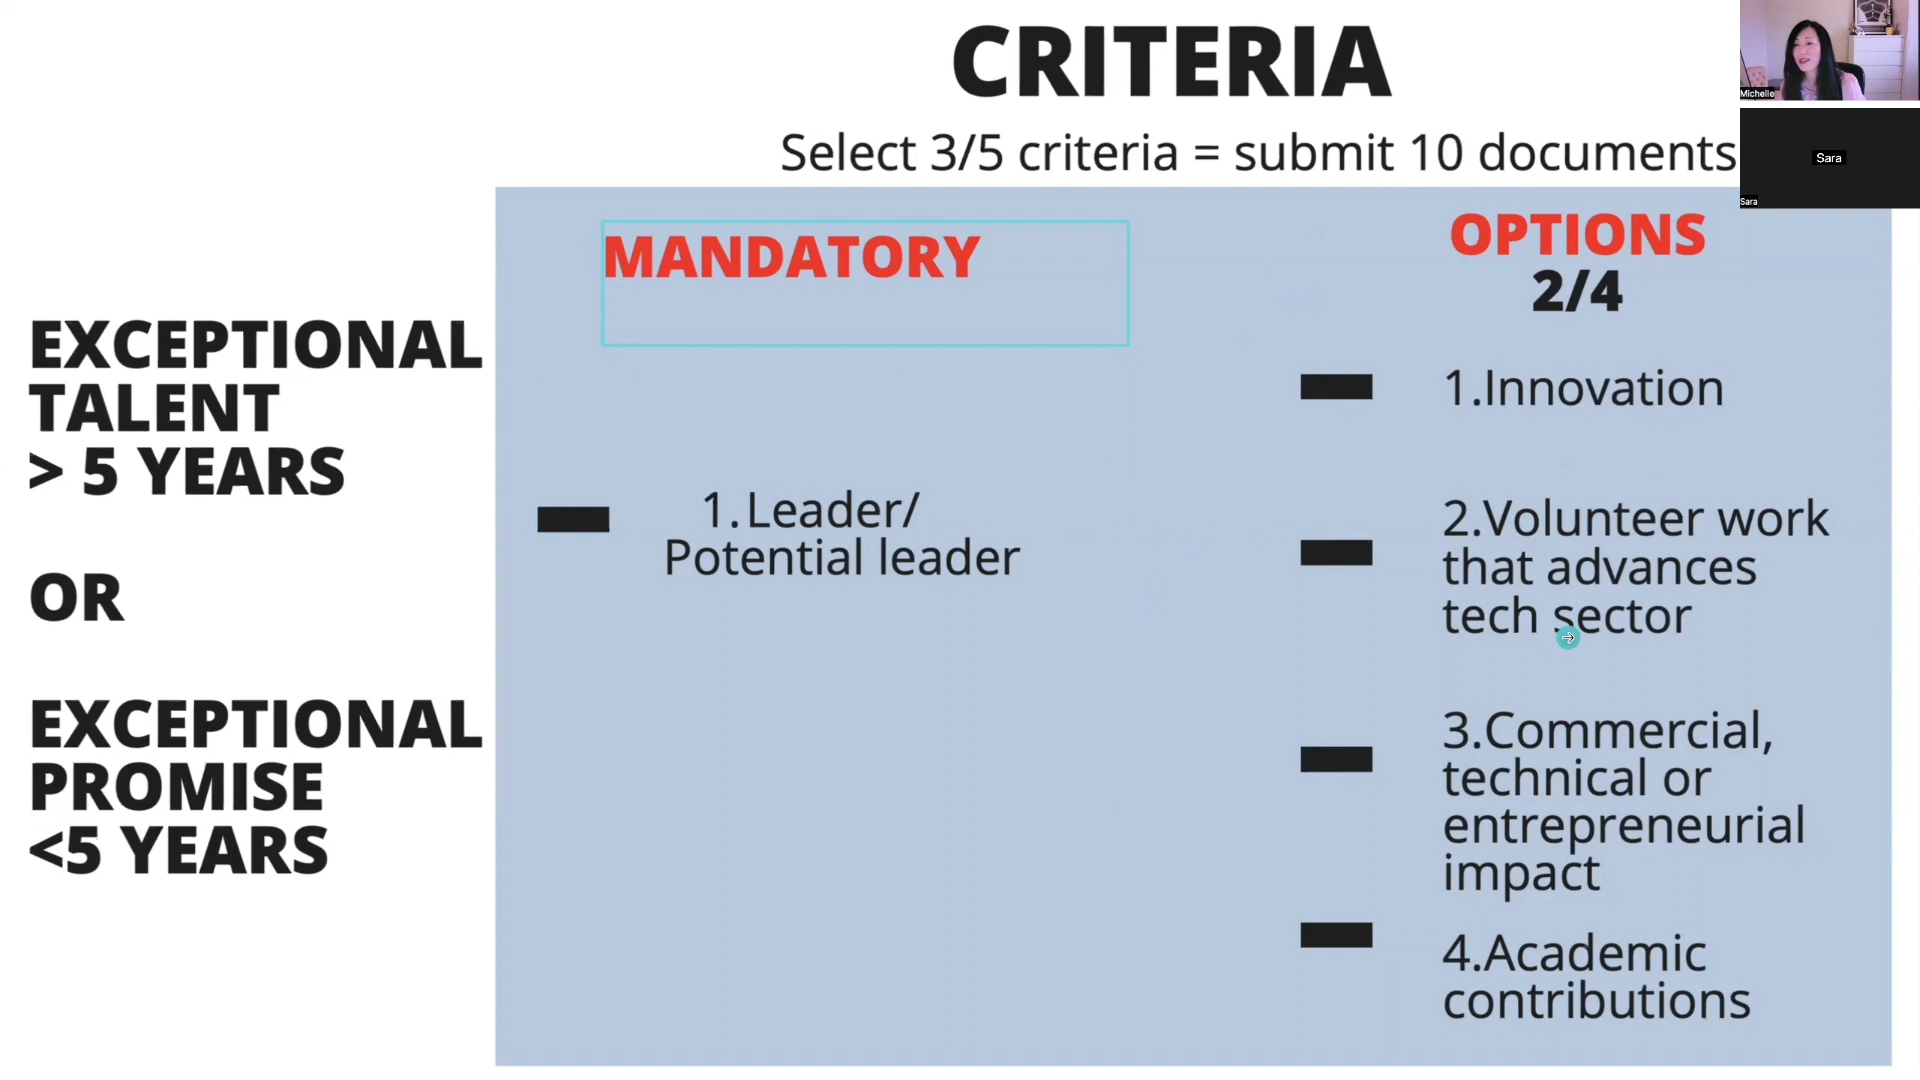 CRITERIA
Select 3/5 criteria = submit 10 documents
EXCEPTIONAL
TALENT
> 5 YEARS
OR
EXCEPTIONAL
PROMISE
<5 YEARS
MANDATORY
1.Leader/
Potential leader
OPTIONS
2/4
1.Innovation
2.Volunteer work
that advances
tech sector
3.Commercial,
technical or
entrepreneurial
impact
4.Academic
contributions
Michelle
Sara
Sara